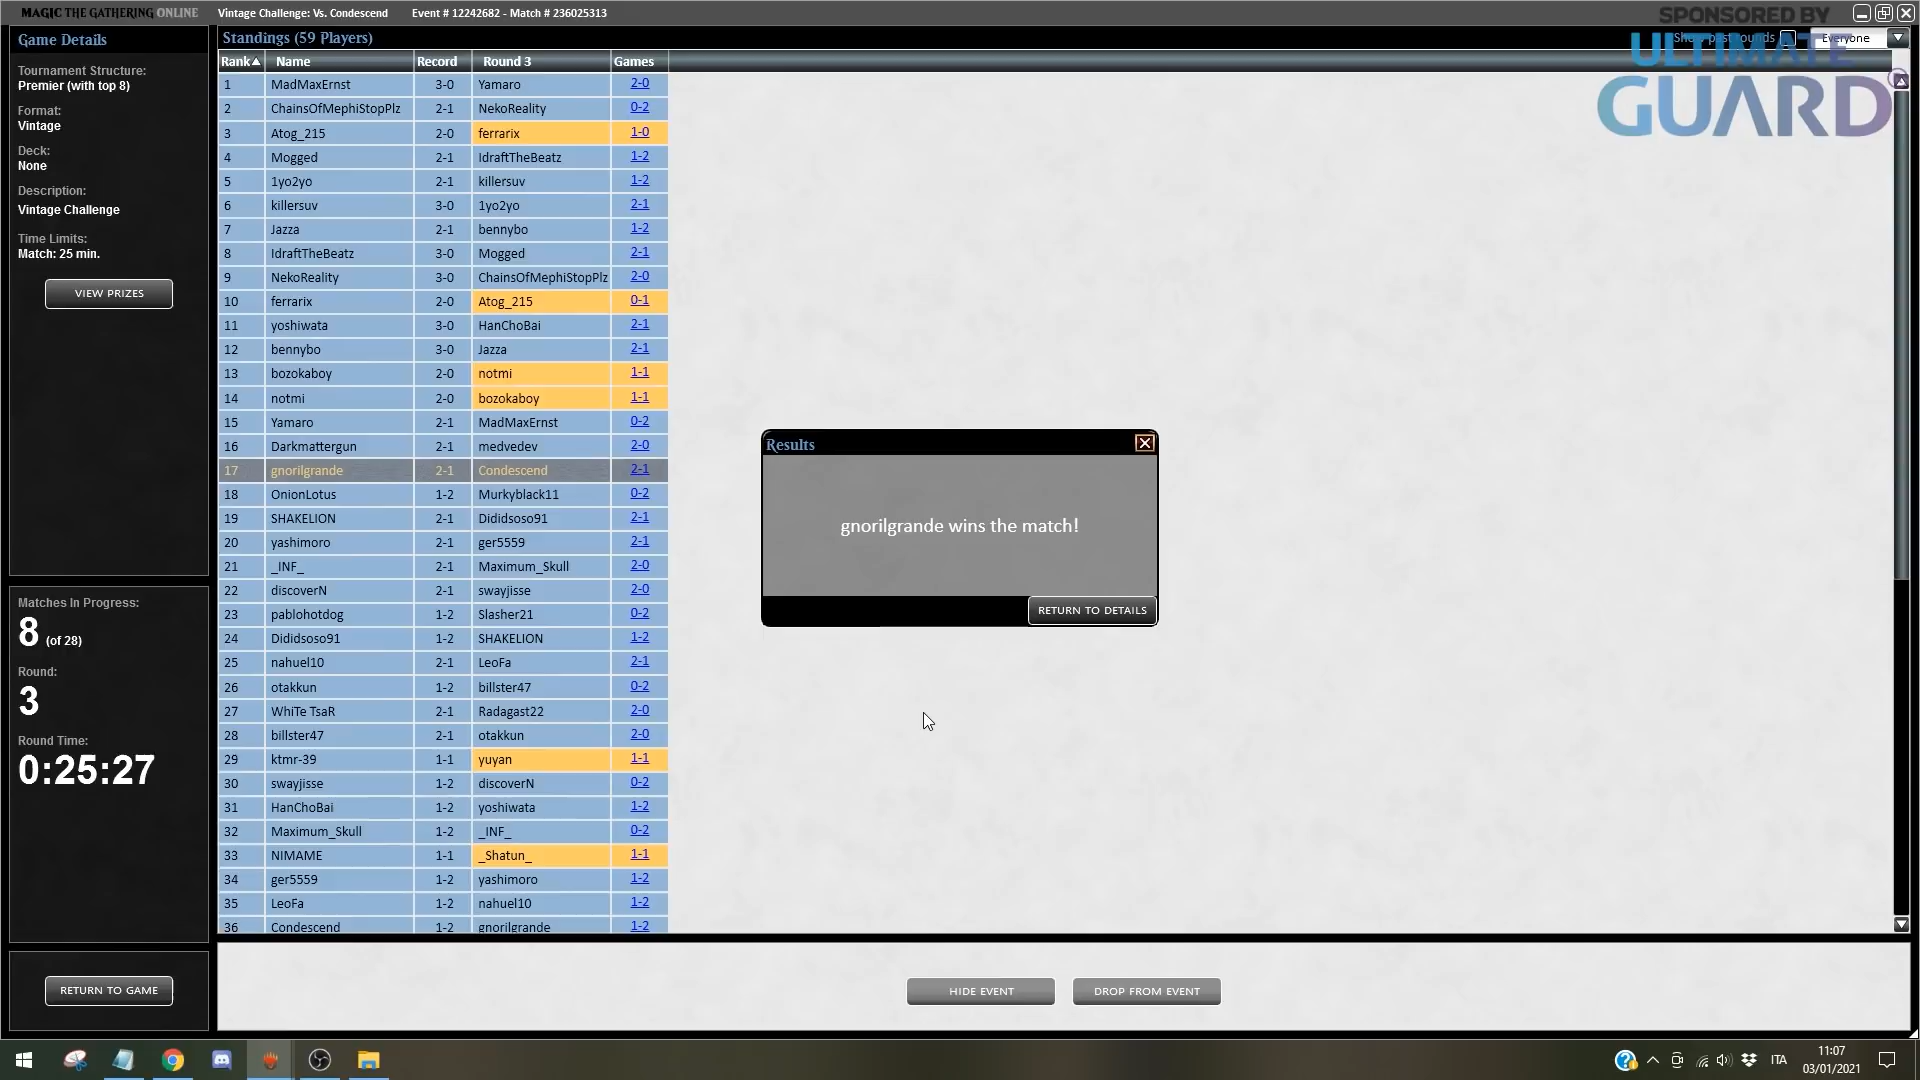 MAGIC THE GATHERING ONLINE Vintage Challenge: Vs. Condescend Event # 12242682 - Match # 236025313
SPONSORED BY
ULTIMATE
GUARD
Game Details
Tournament Structure:
Premier (with top 8)
Format:
Vintage
Deck:
None
Description:
Vintage Challenge
Time Limits:
Match: 25 min.
VIEW PRIZES
Matches In Progress:
8 (of 28)
Round:
3
Round Time:
0:25:27
RETURN TO GAME
Standings (59 Players)
Everyone
Rank Name Record Round 3 Games
1 MadMaxErnst 3-0 Yamaro 2-0
2 ChainsOfMephiStopPlz 2-1 NekoReality 0-2
3 Atog_215 2-0 ferrarix 1-0
4 Mogged 2-1 IdraftTheBeatz 1-2
5 1yo2yo 2-1 killersuv 1-2
6 killersuv 3-0 1yo2yo 2-1
7 Jazza 2-1 bennybo 1-2
8 IdraftTheBeatz 3-0 Mogged 2-1
9 NekoReality 3-0 ChainsOfMephiStopPlz 2-0
10 ferrarix 2-0 Atog_215 0-1
11 yoshiwata 3-0 HanChoBai 2-1
12 bennybo 3-0 Jazza 2-1
13 bozokaboy 2-0 notmi 1-1
14 notmi 2-0 bozokaboy 1-1
15 Yamaro 2-1 MadMaxErnst 0-2
16 Darkmattergun 2-1 medvedev 2-0
17 gnorilgrande 2-1 Condescend 2-1
18 OnionLotus 1-2 Murkyblack11 0-2
19 SHAKELION 2-1 Dididsoso91 2-1
20 yashimoro 2-1 ger5559 2-1
21 _INF_ 2-1 Maximum_Skull 2-0
22 discoverN 2-1 swayjisse 2-0
23 pablohotdog 1-2 Slasher21 0-2
24 Dididsoso91 1-2 SHAKELION 1-2
25 nahuel10 2-1 LeoFa 2-1
26 otakkun 1-2 billster47 0-2
27 WhiTe TsaR 2-1 Radagast22 2-0
28 billster47 2-1 otakkun 2-0
29 ktmr-39 1-1 yuyan 1-1
30 swayjisse 1-2 discoverN 0-2
31 HanChoBai 1-2 yoshiwata 1-2
32 Maximum_Skull 1-2 _INF_ 0-2
33 NIMAME 1-1 _Shatun_ 1-1
34 ger5559 1-2 yashimoro 1-2
35 LeoFa 1-2 nahuel10 1-2
36 Condescend 1-2 gnorilgrande 1-2
Results
gnorilgrande wins the match!
RETURN TO DETAILS
HIDE EVENT DROP FROM EVENT
ITA
11:07
03/01/2021